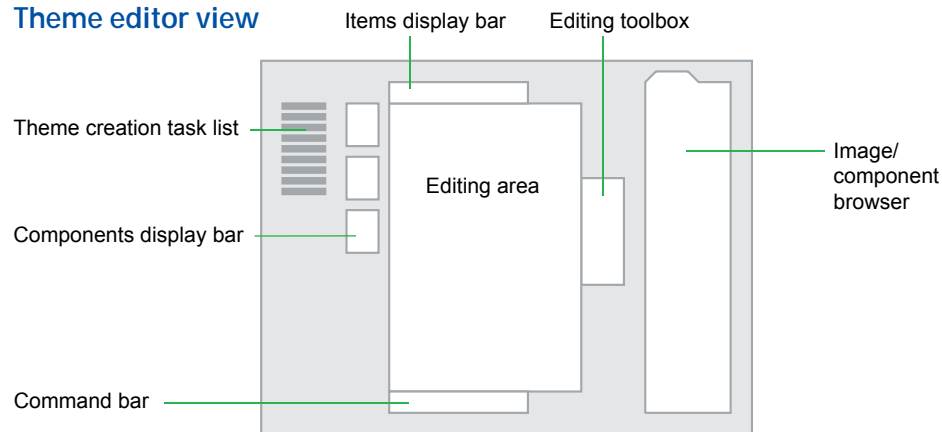 Theme editor view
Items display bar
Editing toolbox
Theme creation task list
Image/
component
browser
Editing area
Components display bar
Command bar